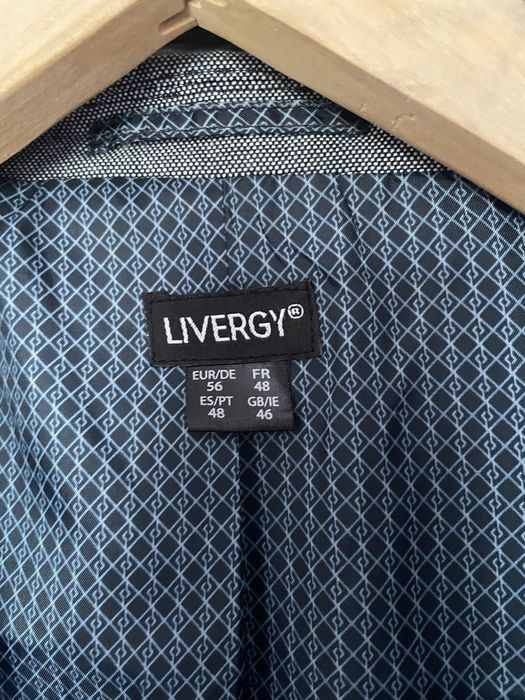 LIVERGY®
EUR/DE FR
56 48
ES/PT GB/IE
48 46